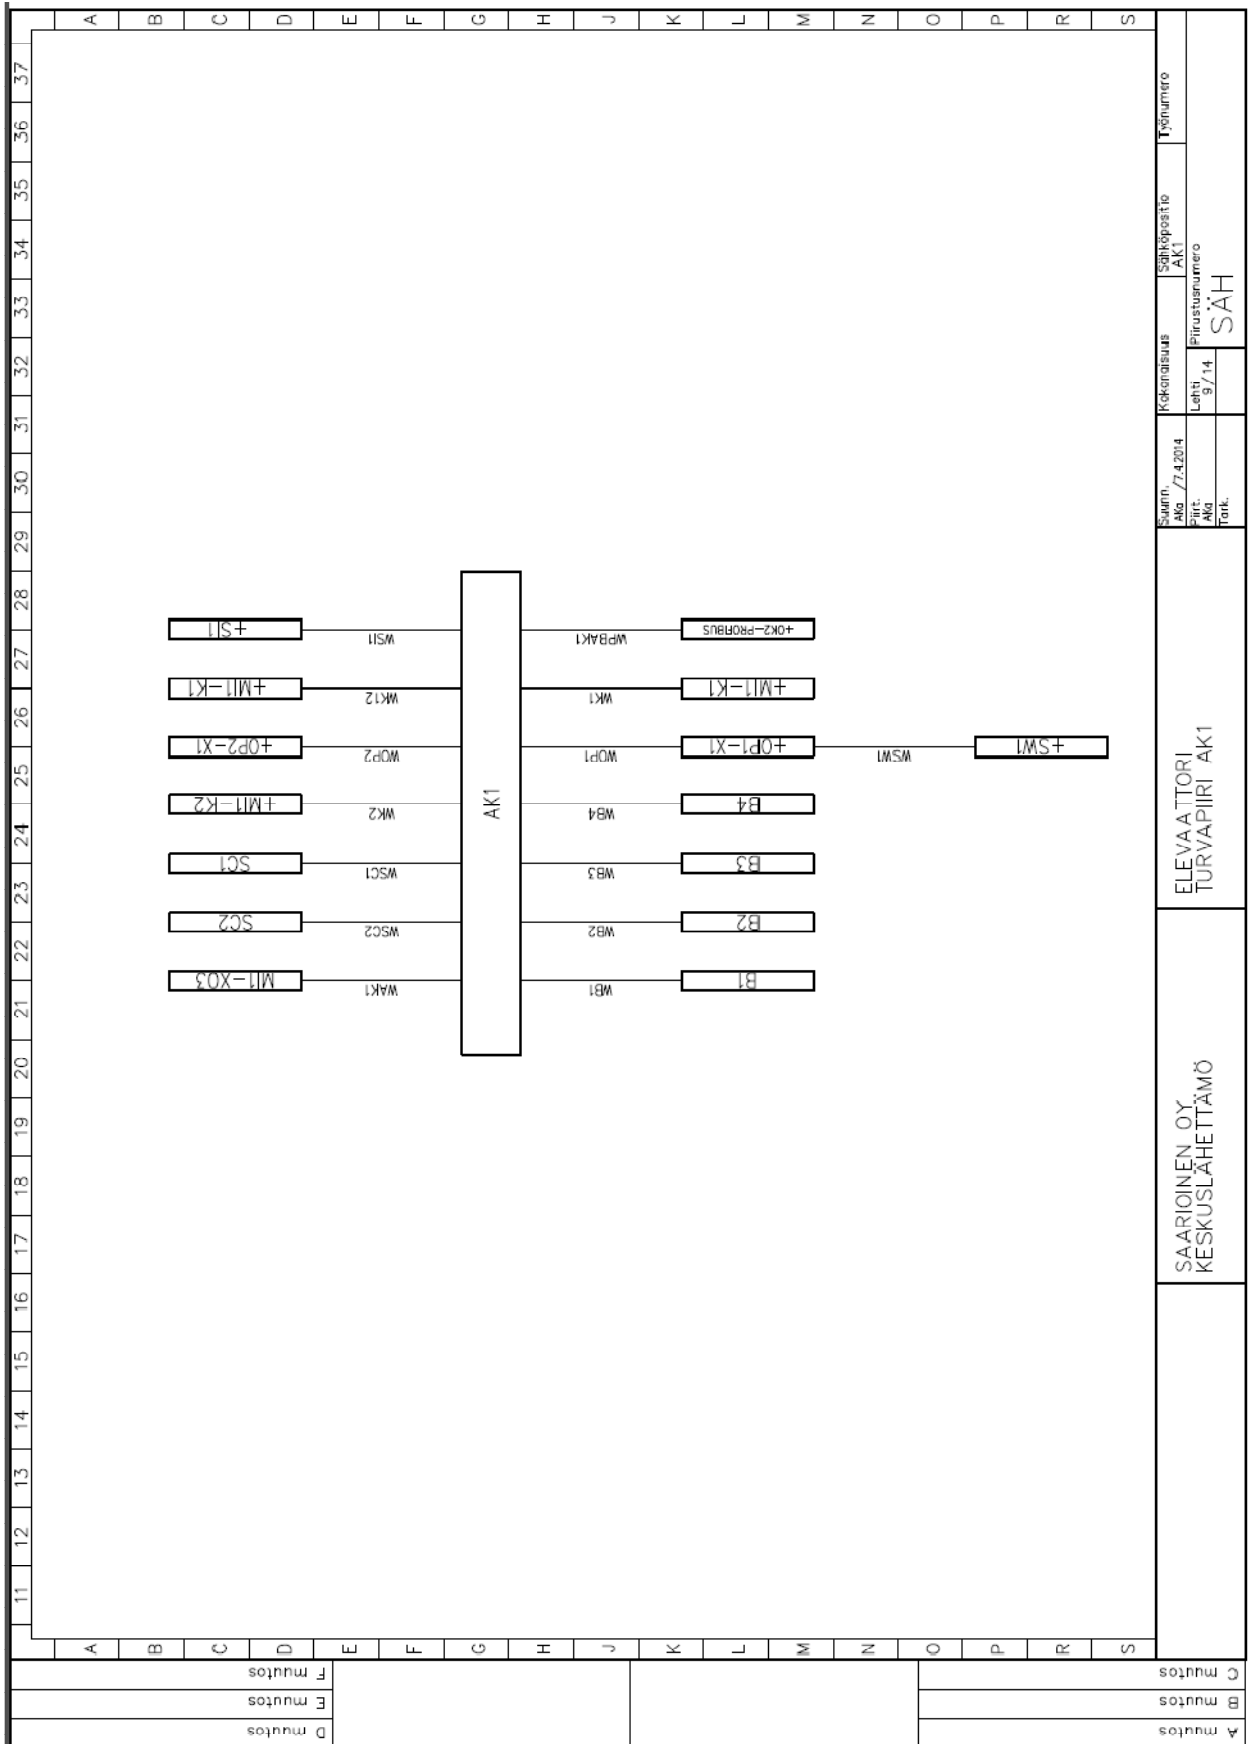 A B C D E F G H J K L M N O P R S
37
36
35
34
33
32
31
30
29
28
27
26
25
24
23
22
21
20
19
18
17
16
15
14
13
12
11
+SI1
WSI1
WPBAK1
+OK2-PROFIBUS
+MI1-K1
WK12
WK1
+MI1-K1
+OP2-X1
WOP2
WOP1
+OP1-X1
WSW1
+SW1
+MI1-K2
WK2
WB4
B4
SC1
WSC1
WB3
B3
SC2
WSC2
WB2
B2
MI1-XO3
WAK1
WB1
B1
AK1
A B C D E F G H J K L M N O P R S
SAARIOINEN OY
KESKUSLÄHETTÄMÖ
ELEVAATTORI
TURVAPIIRI AK1
Suunn.
AKa /7.4.2014
Piirt.
AKa
Tark.
Kokonaisuus
Sähköpositio
AK1
Työnumero
Lehti
9/14
Piirustusnumero
SÄH
F muutos
E muutos
D muutos
C muutos
B muutos
A muutos